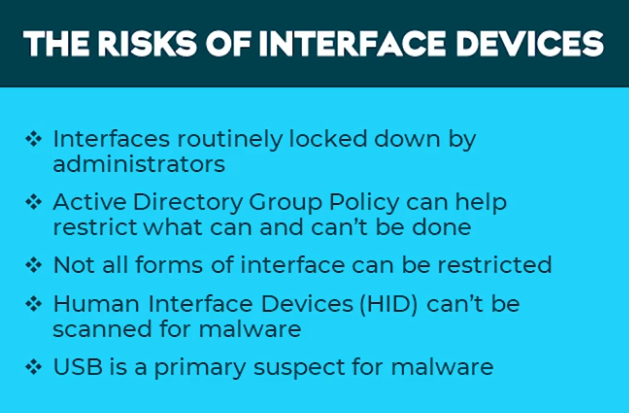 THE RISKS OF INTERFACE DEVICES
❖ Interfaces routinely locked down by
administrators
❖ Active Directory Group Policy can help
restrict what can and can't be done
❖ Not all forms of interface can be restricted
❖ Human Interface Devices (HID) can't be
scanned for malware
❖ USB is a primary suspect for malware